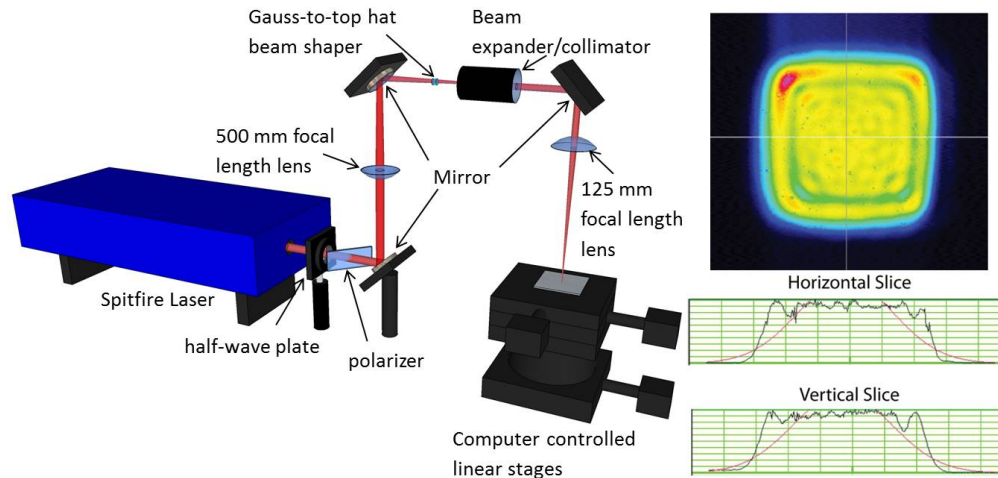 Gauss-to-top hat
beam shaper
Beam
expander/collimator
500 mm focal
length lens
Mirror
125 mm
focal length
lens
Spitfire Laser
half-wave plate
polarizer
Computer controlled
linear stages
Horizontal Slice
Vertical Slice